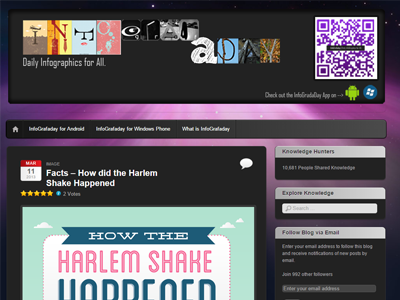 INFOGRAFADAY
Daily Infographics for All.
Check out the InfoGrafaDay App on -->
InfoGrafaday for Android
InfoGrafaday for Windows Phone
What is InfoGrafaday
MAR
11
2013
IMAGE
Facts – How did the Harlem
Shake Happened
2 Votes
HOW THE
HARLEM SHAKE
HAPPENED
Knowledge Hunters
10,681 People Shared Knowledge
Explore Knowledge
Search
Follow Blog via Email
Enter your email address to follow this blog
and receive notifications of new posts by
email
Join 892 other followers
Enter your email address